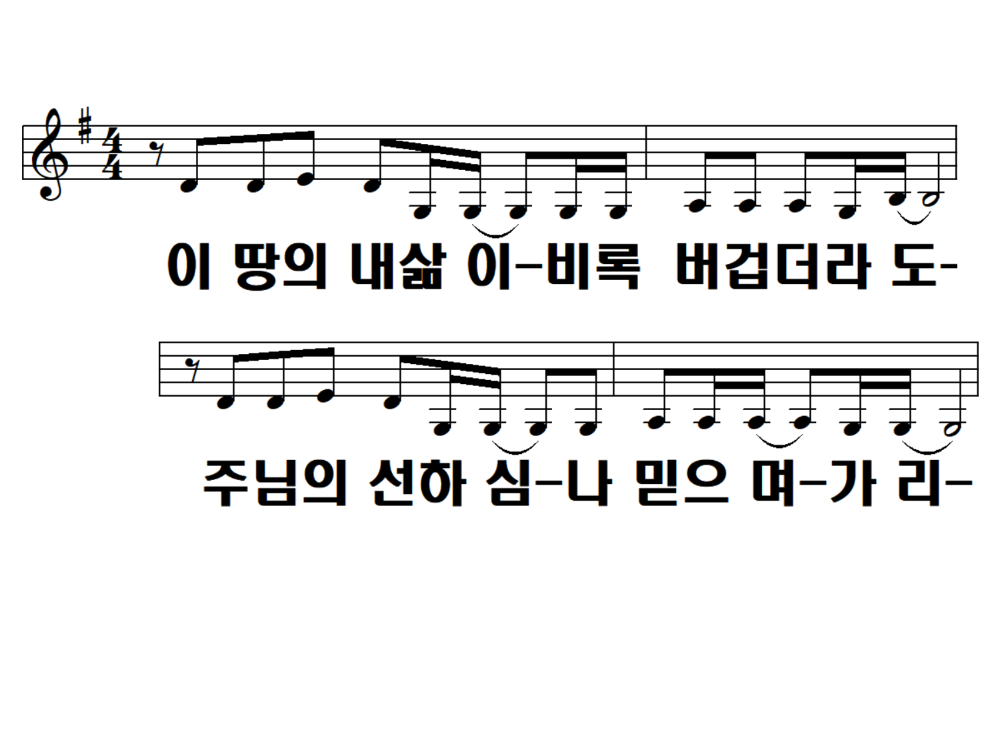 이 땅의 내삶 이-비록 버겁더라 도-
주님의 선하 심-나 믿으 며-가 리-